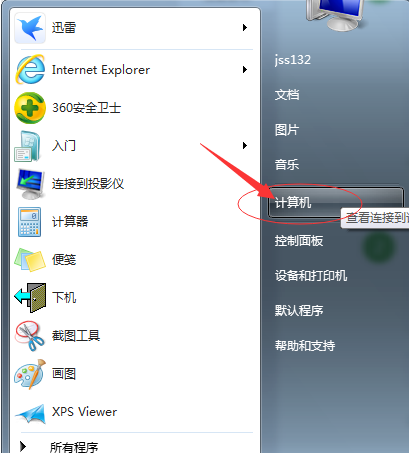 迅雷
Internet Explorer
360安全卫士
入门
连接到投影仪
计算器
便笺
下机
截图工具
画图
XPS Viewer
所有程序
jss132
文档
图片
音乐
计算机
查看连接到
控制面板
设备和打印机
默认程序
帮助和支持